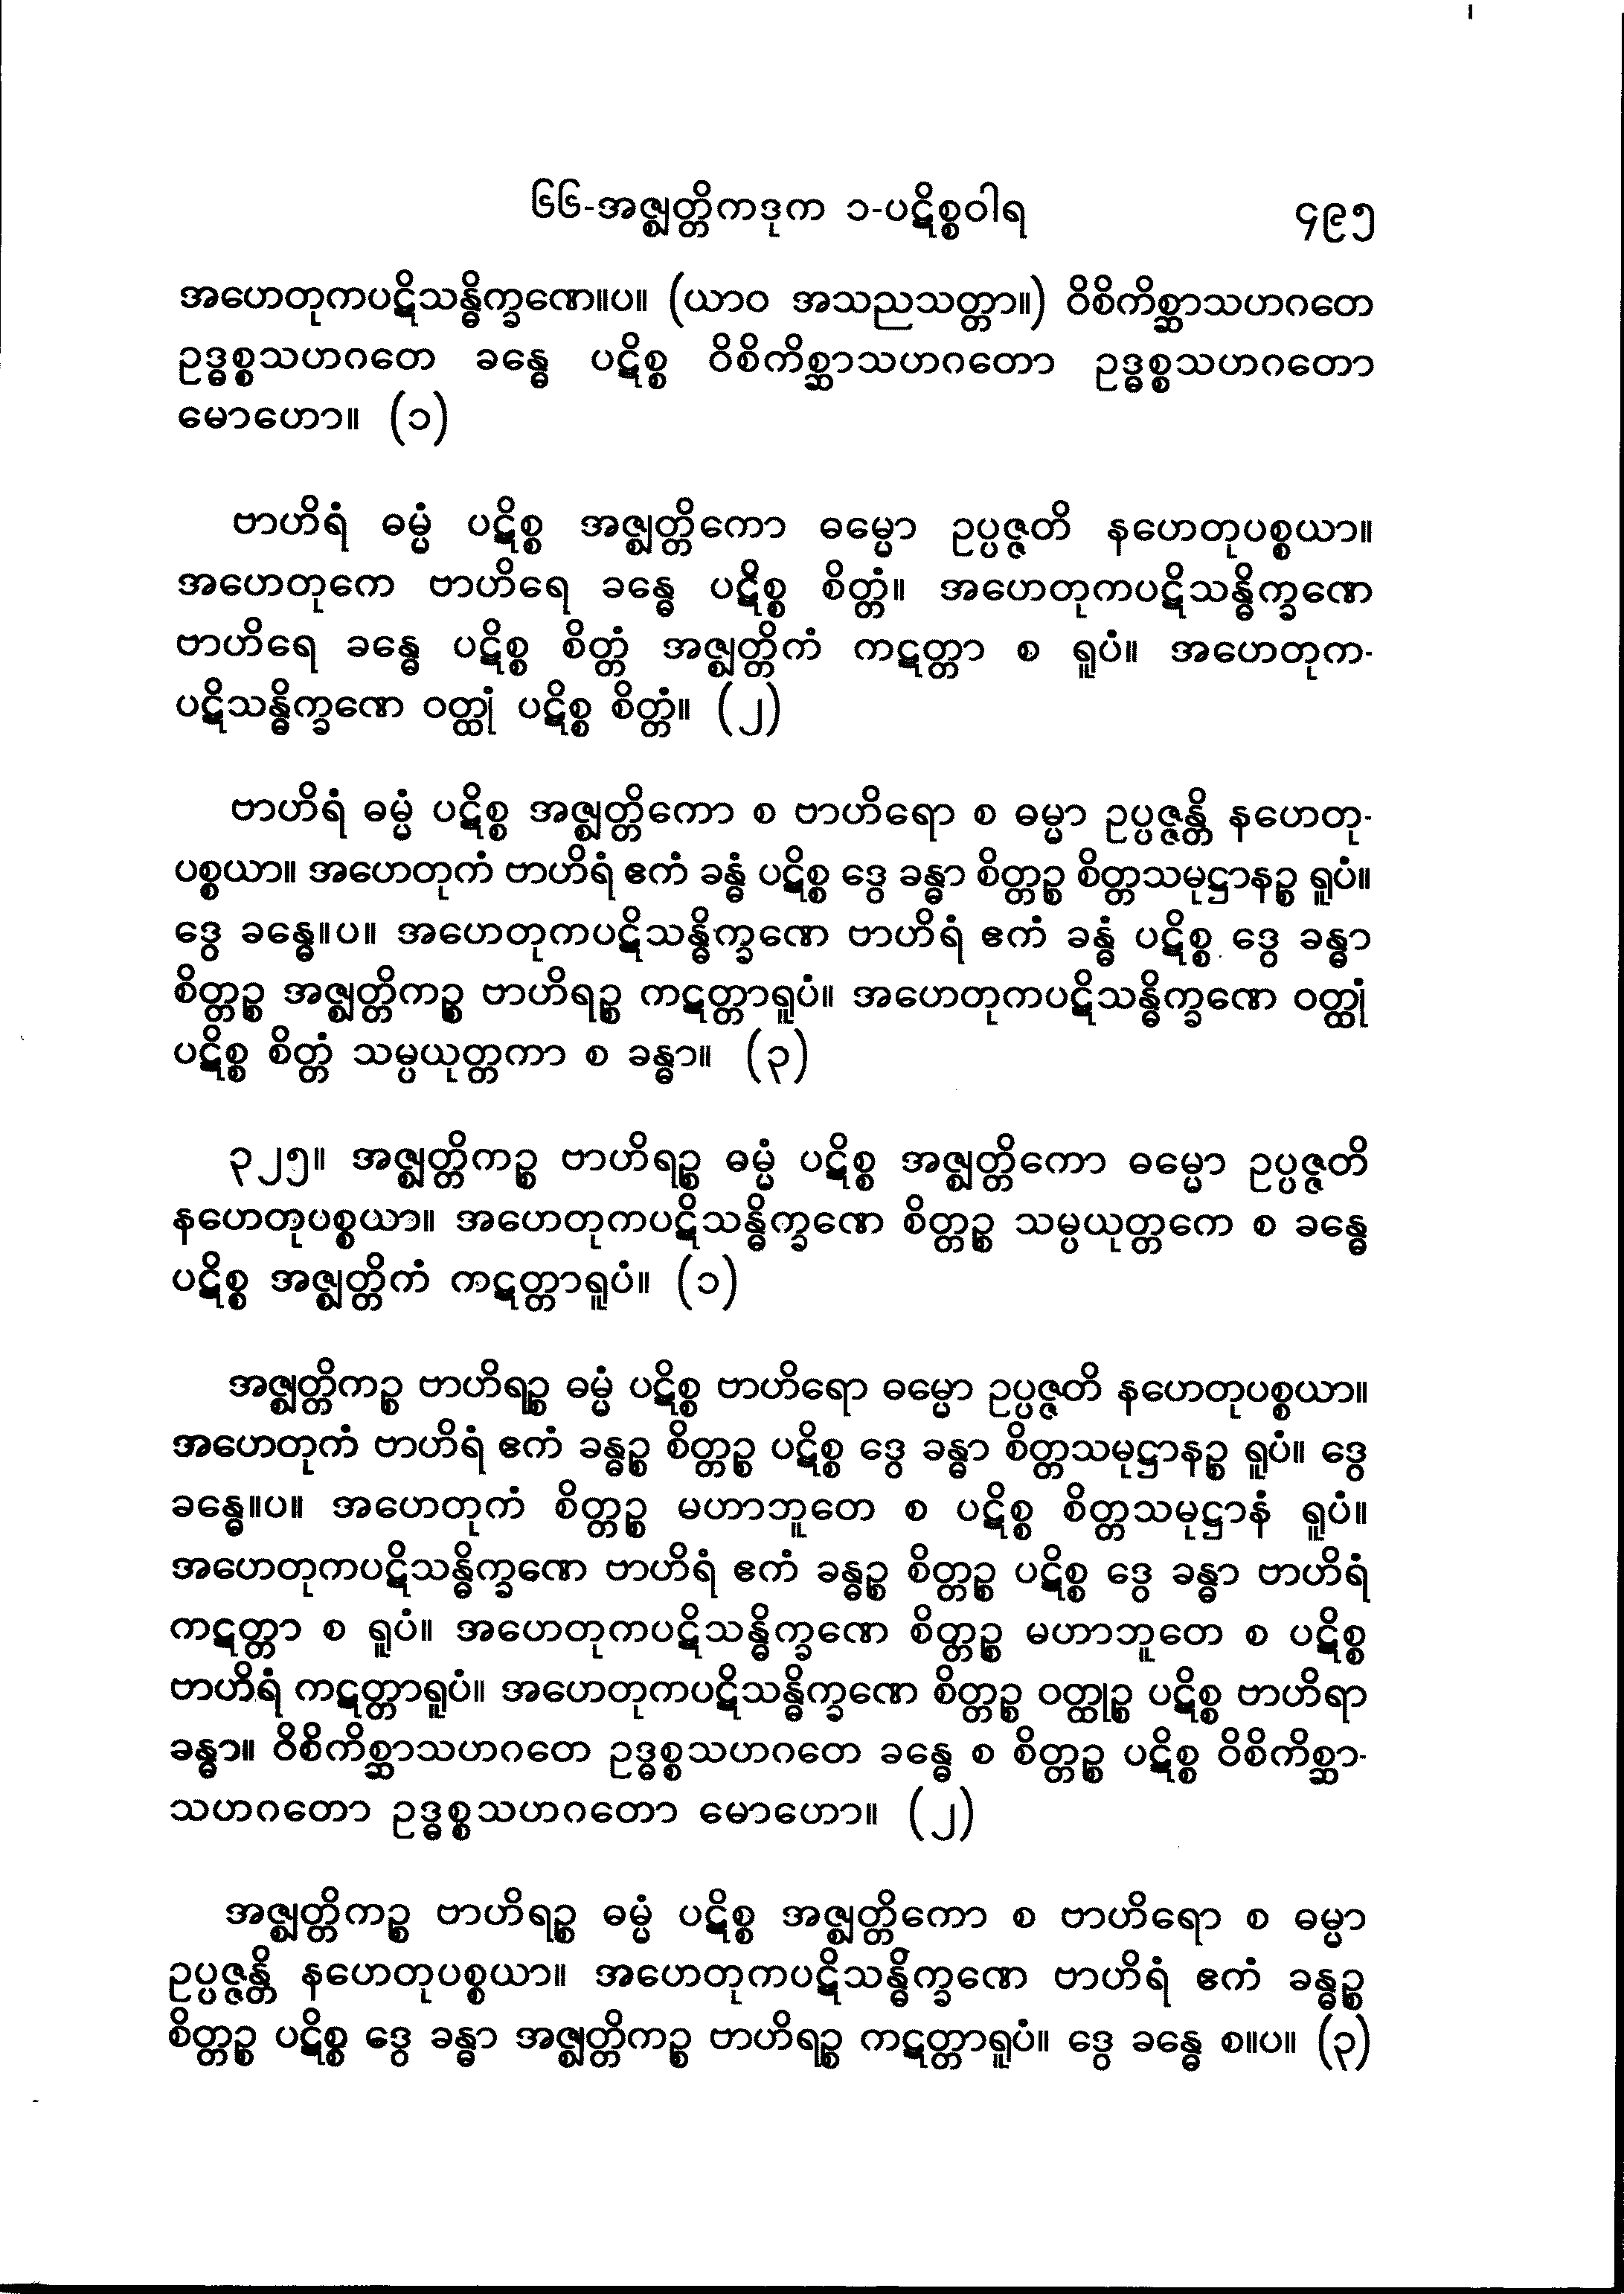 ၆၆-အဇ္ဈတ္တိကဒုက ၁-ပဋိစ္စဝါရ ၄၉၅
အဟေတုကပဋိသန္ဓိက္ခဏေ။ပ။ (ယာဝ အသညသတ္တာ။) ဝိစိကိစ္ဆာသဟဂတေ
ဥဒ္ဓစ္စသဟဂတေ ခန္ဓေ ပဋိစ္စ ဝိစိကိစ္ဆာသဟဂတော ဥဒ္ဓစ္စသဟဂတော
မောဟော။ (၁)
ဗာဟိရံ ဓမ္မံ ပဋိစ္စ အဇ္ဈတ္တိကော ဓမ္မော ဥပ္ပဇ္ဇတိ နဟေတုပစ္စယာ။
အဟေတုကေ ဗာဟိရေ ခန္ဓေ ပဋိစ္စ စိတ္တံ။ အဟေတုကပဋိသန္ဓိက္ခဏေ
ဗာဟိရေ ခန္ဓေ ပဋိစ္စ စိတ္တံ အဇ္ဈတ္တိကံ ကဋတ္တာ စ ရူပံ။ အဟေတုက-
ပဋိသန္ဓိက္ခဏေ ဝတ္ထုံ ပဋိစ္စ စိတ္တံ။ (၂)
ဗာဟိရံ ဓမ္မံ ပဋိစ္စ အဇ္ဈတ္တိကော စ ဗာဟိရော စ ဓမ္မာ ဥပ္ပဇ္ဇန္တိ နဟေတု-
ပစ္စယာ။ အဟေတုကံ ဗာဟိရံ ဧကံ ခန္ဓံ ပဋိစ္စ ဒွေ ခန္ဓာ စိတ္တဉ္စ စိတ္တသမုဋ္ဌာနဉ္စ ရူပံ။
ဒွေ ခန္ဓေ။ပ။ အဟေတုကပဋိသန္ဓိက္ခဏေ ဗာဟိရံ ဧကံ ခန္ဓံ ပဋိစ္စ ဒွေ ခန္ဓာ
စိတ္တဉ္စ အဇ္ဈတ္တိကဉ္စ ဗာဟိရဉ္စ ကဋတ္တာရူပံ။ အဟေတုကပဋိသန္ဓိက္ခဏေ ဝတ္ထုံ
ပဋိစ္စ စိတ္တံ သမ္ပယုတ္တကာ စ ခန္ဓာ။ (၃)
၃၂၅။ အဇ္ဈတ္တိကဉ္စ ဗာဟိရဉ္စ ဓမ္မံ ပဋိစ္စ အဇ္ဈတ္တိကော ဓမ္မော ဥပ္ပဇ္ဇတိ
နဟေတုပစ္စယာ။ အဟေတုကပဋိသန္ဓိက္ခဏေ စိတ္တဉ္စ သမ္ပယုတ္တကေ စ ခန္ဓေ
ပဋိစ္စ အဇ္ဈတ္တိကံ ကဋတ္တာရူပံ။ (၁)
အဇ္ဈတ္တိကဉ္စ ဗာဟိရဉ္စ ဓမ္မံ ပဋိစ္စ ဗာဟိရော ဓမ္မော ဥပ္ပဇ္ဇတိ နဟေတုပစ္စယာ။
အဟေတုကံ ဗာဟိရံ ဧကံ ခန္ဓဉ္စ စိတ္တဉ္စ ပဋိစ္စ ဒွေ ခန္ဓာ စိတ္တသမုဋ္ဌာနဉ္စ ရူပံ။ ဒွေ
ခန္ဓေ။ပ။ အဟေတုကံ စိတ္တဉ္စ မဟာဘူတေ စ ပဋိစ္စ စိတ္တသမုဋ္ဌာနံ ရူပံ။
အဟေတုကပဋိသန္ဓိက္ခဏေ ဗာဟိရံ ဧကံ ခန္ဓဉ္စ စိတ္တဉ္စ ပဋိစ္စ ဒွေ ခန္ဓာ ဗာဟိရံ
ကဋတ္တာ စ ရူပံ။ အဟေတုကပဋိသန္ဓိက္ခဏေ စိတ္တဉ္စ မဟာဘူတေ စ ပဋိစ္စ
ဗာဟိရံ ကဋတ္တာရူပံ။ အဟေတုကပဋိသန္ဓိက္ခဏေ စိတ္တဉ္စ ဝတ္ထုဉ္စ ပဋိစ္စ ဗာဟိရာ
ခန္ဓာ။ ဝိစိကိစ္ဆာသဟဂတေ ဥဒ္ဓစ္စသဟဂတေ ခန္ဓေ စ စိတ္တဉ္စ ပဋိစ္စ ဝိစိကိစ္ဆာ-
သဟဂတော ဥဒ္ဓစ္စသဟဂတော မောဟော။ (၂)
အဇ္ဈတ္တိကဉ္စ ဗာဟိရဉ္စ ဓမ္မံ ပဋိစ္စ အဇ္ဈတ္တိကော စ ဗာဟိရော စ ဓမ္မာ
ဥပ္ပဇ္ဇန္တိ နဟေတုပစ္စယာ။ အဟေတုကပဋိသန္ဓိက္ခဏေ ဗာဟိရံ ဧကံ ခန္ဓဉ္စ
စိတ္တဉ္စ ပဋိစ္စ ဒွေ ခန္ဓာ အဇ္ဈတ္တိကဉ္စ ဗာဟိရဉ္စ ကဋတ္တာရူပံ။ ဒွေ ခန္ဓေ စ။ပ။ (၃)